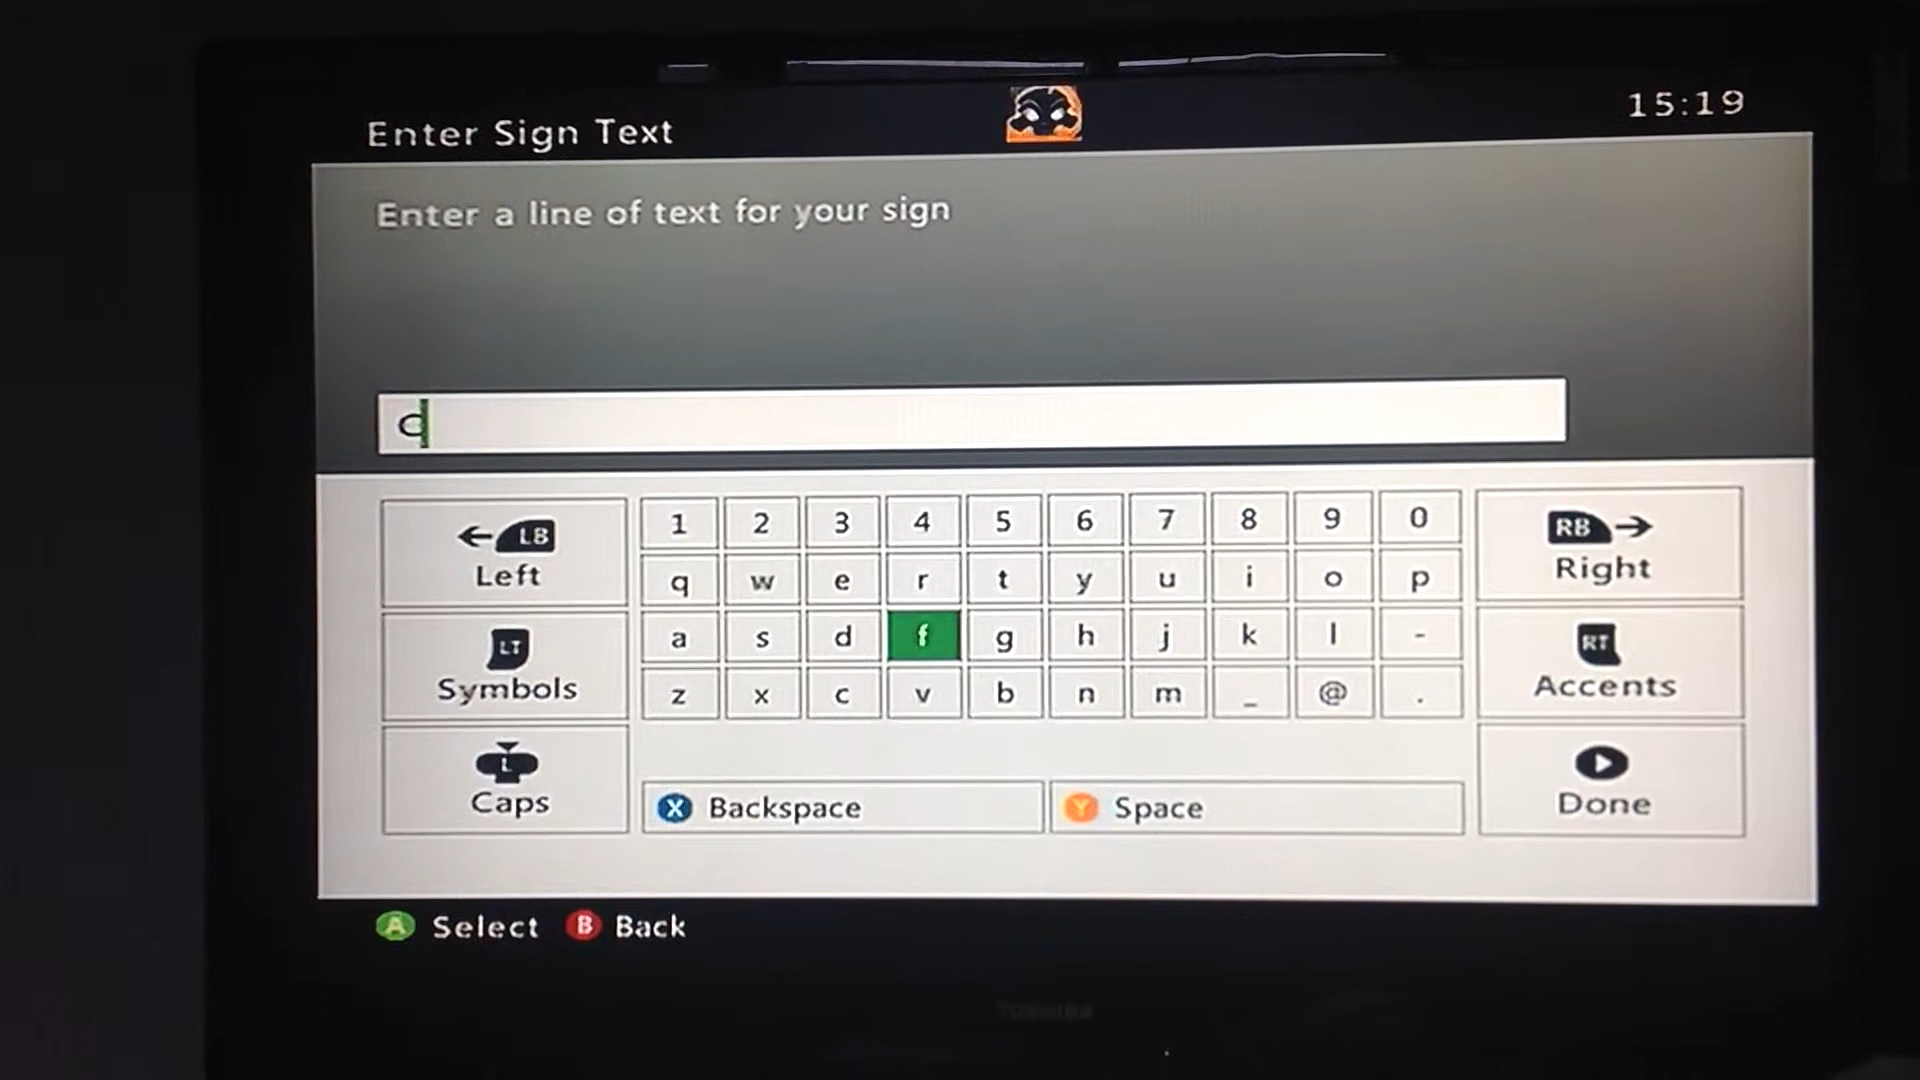 Enter Sign Text
15:19
Enter a line of text for your sign
C
LB
Left
1 2 3 4 5 6 7 8 9 0
RB
Right
q w e r t y u i o p
LT
Symbols
a s d f g h j k l -
RT
Accents
z x c v b n m _ @ .
L
Caps
X Backspace
Y Space
Done
A Select B Back
TOSHIBA